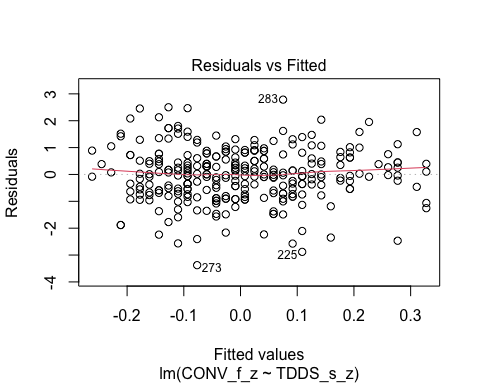 Residuals vs Fitted
Residuals
3
2
1
0
-2
-4
283
225
273
-0.2 -0.1 0.0 0.1 0.2 0.3
Fitted values
lm(CONV_f_z ~ TDDS_s_z)